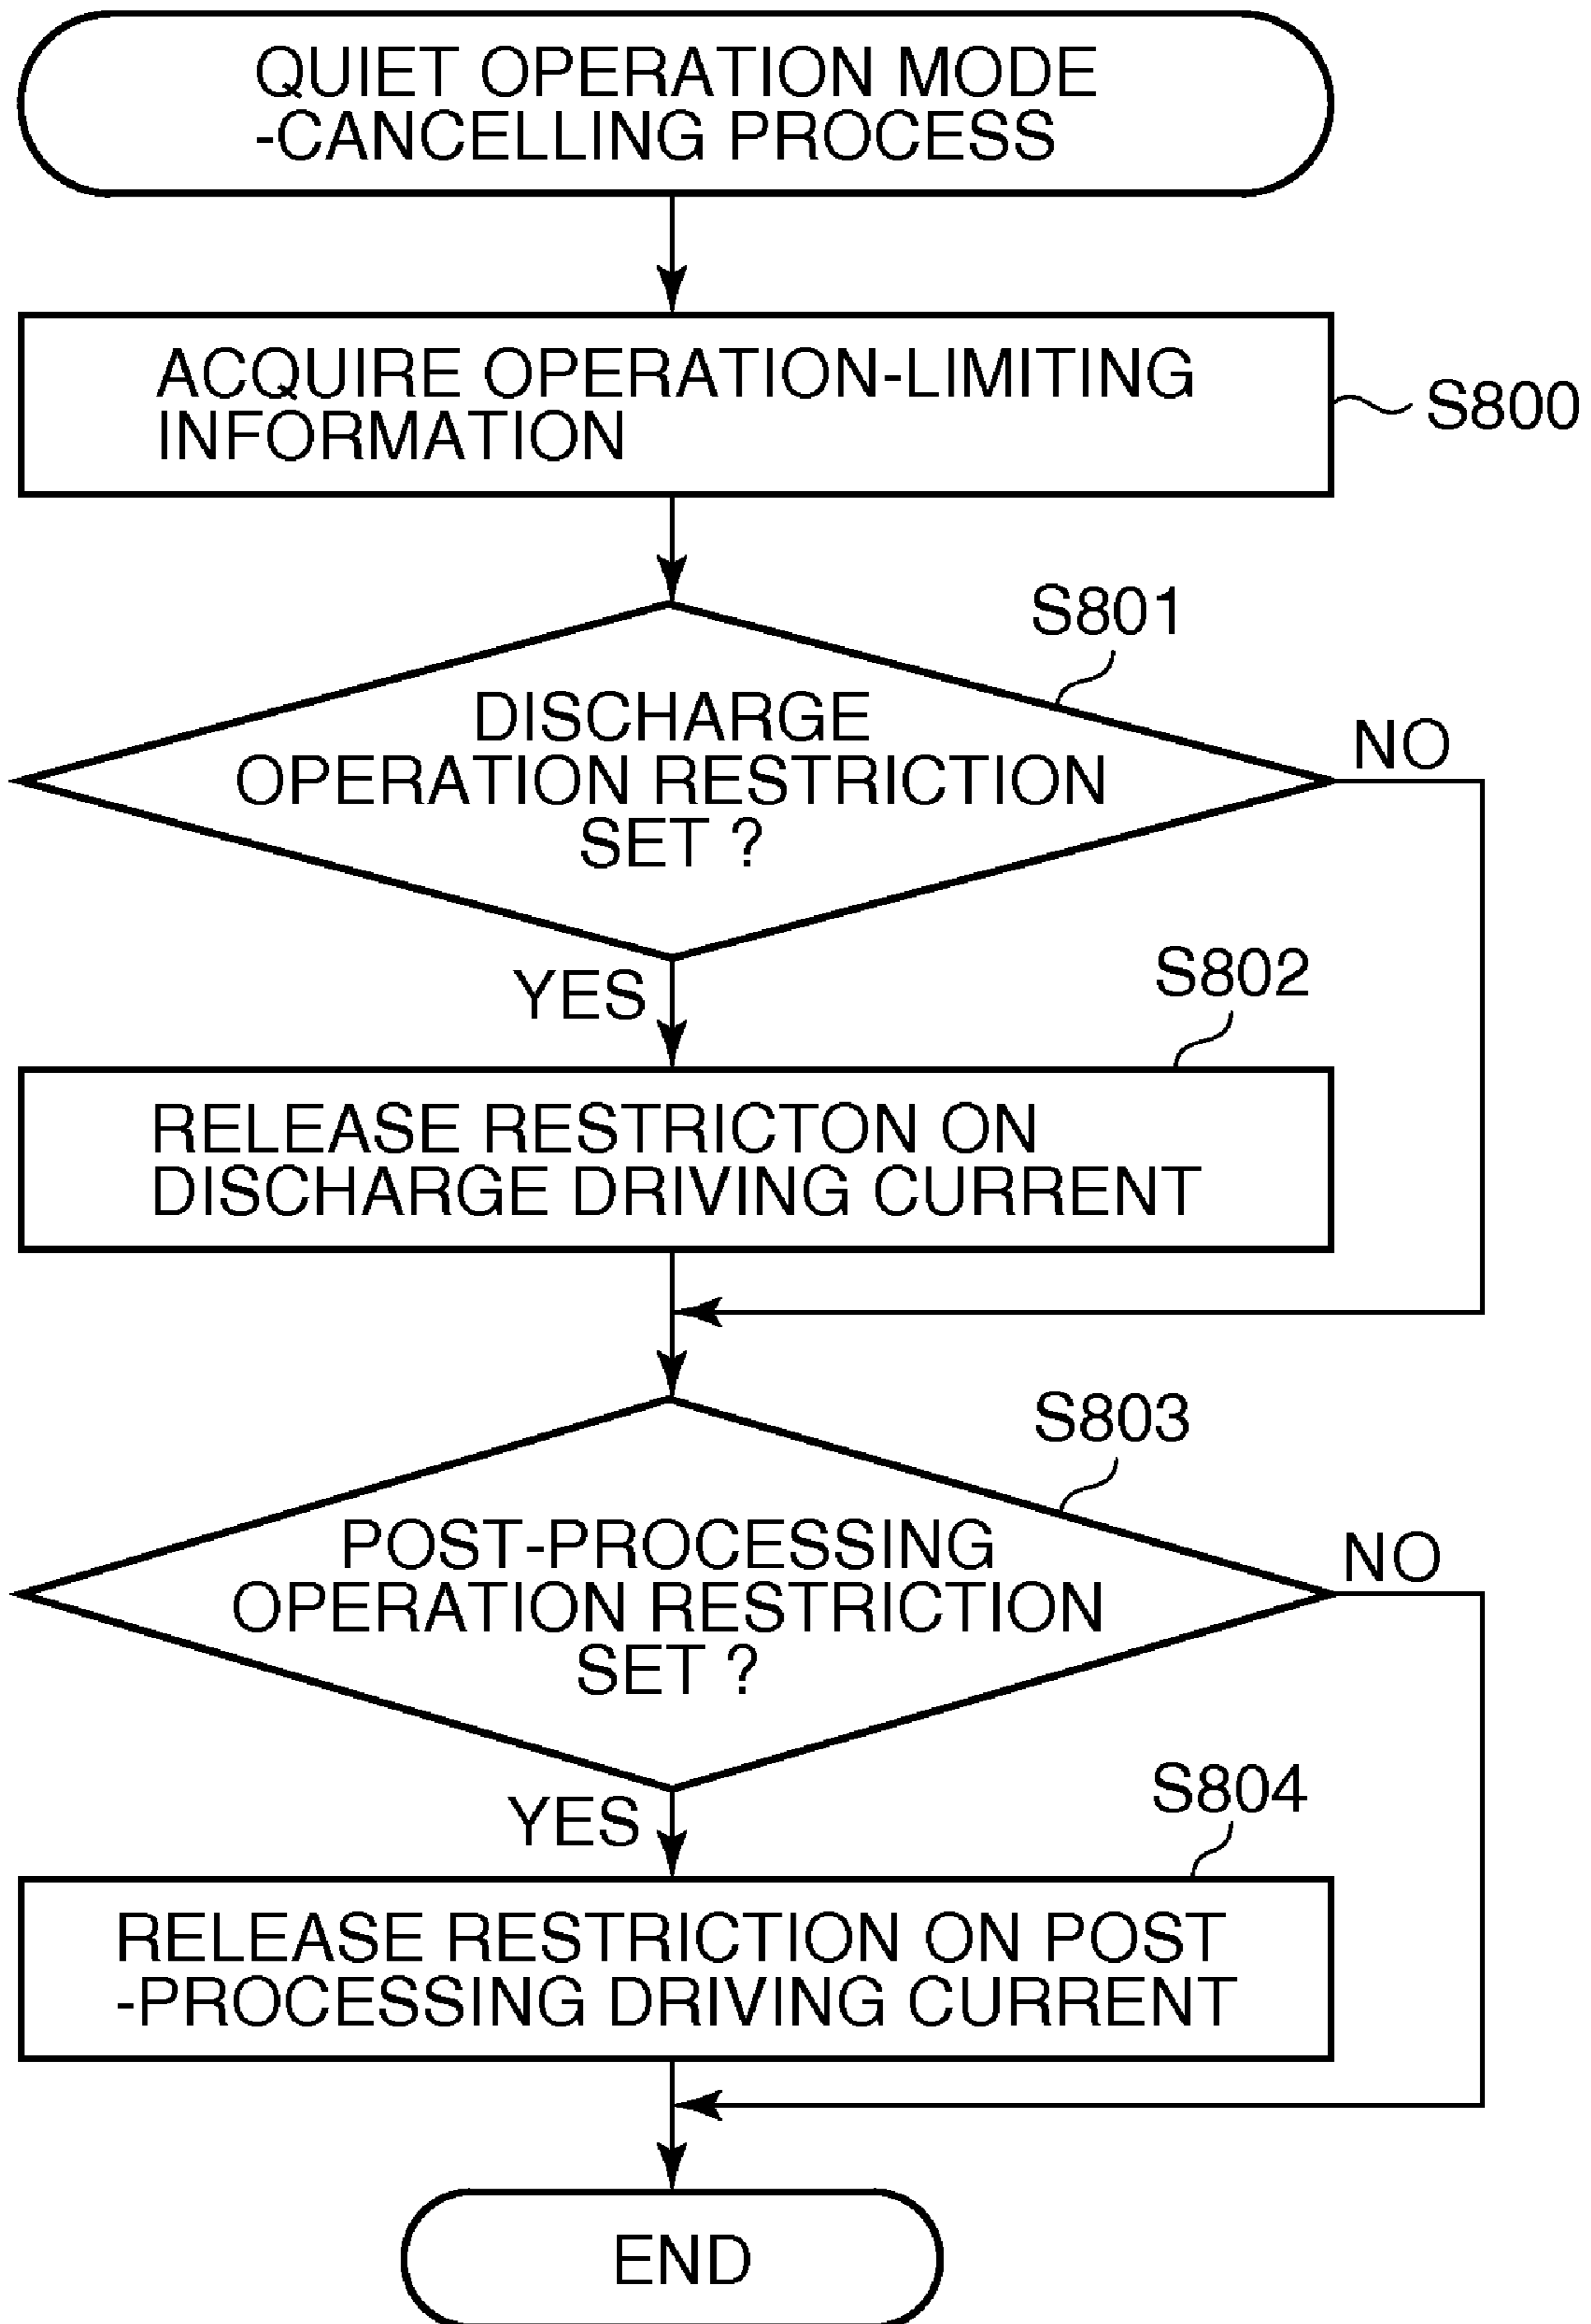 QUIET OPERATION MODE
-CANCELLING PROCESS
ACQUIRE OPERATION-LIMITING
INFORMATION
S800
S801
DISCHARGE
OPERATION RESTRICTION
SET ?
NO
YES
S802
RELEASE RESTRICTON ON
DISCHARGE DRIVING CURRENT
S803
POST-PROCESSING
OPERATION RESTRICTION
SET ?
NO
YES
S804
RELEASE RESTRICTION ON POST
-PROCESSING DRIVING CURRENT
END